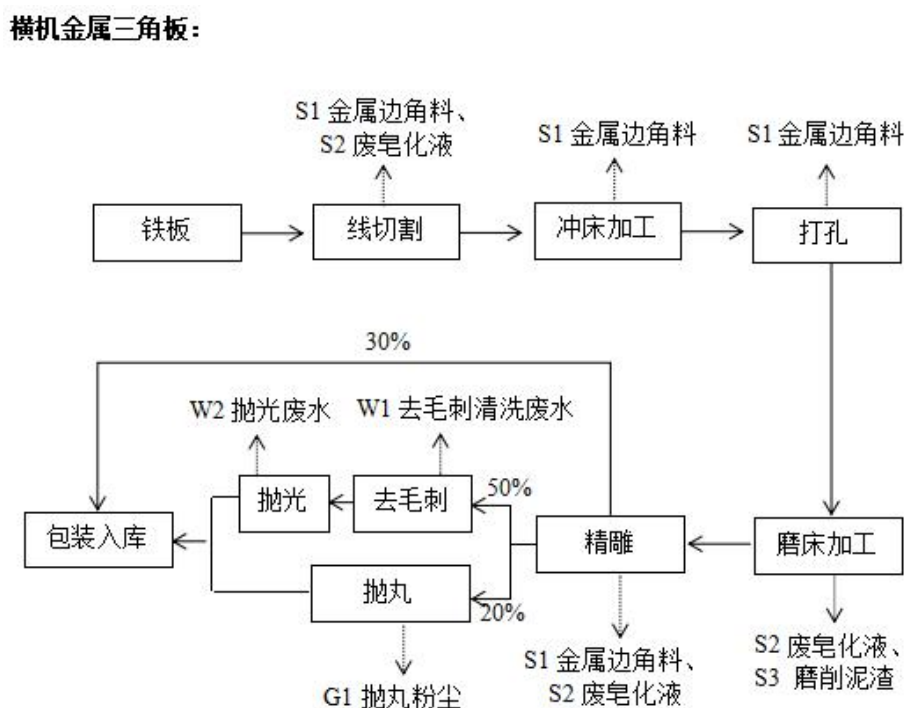 横机金属三角板：
S1 金属边角料、
S2 废皂化液
S1 金属边角料
S1 金属边角料
铁板
线切割
冲床加工
打孔
30%
W2 抛光废水
W1 去毛刺清洗废水
50%
抛光
去毛刺
包装入库
精雕
磨床加工
抛丸
20%
G1 抛丸粉尘
S1 金属边角料、
S2 废皂化液
S2 废皂化液、
S3 磨削泥渣